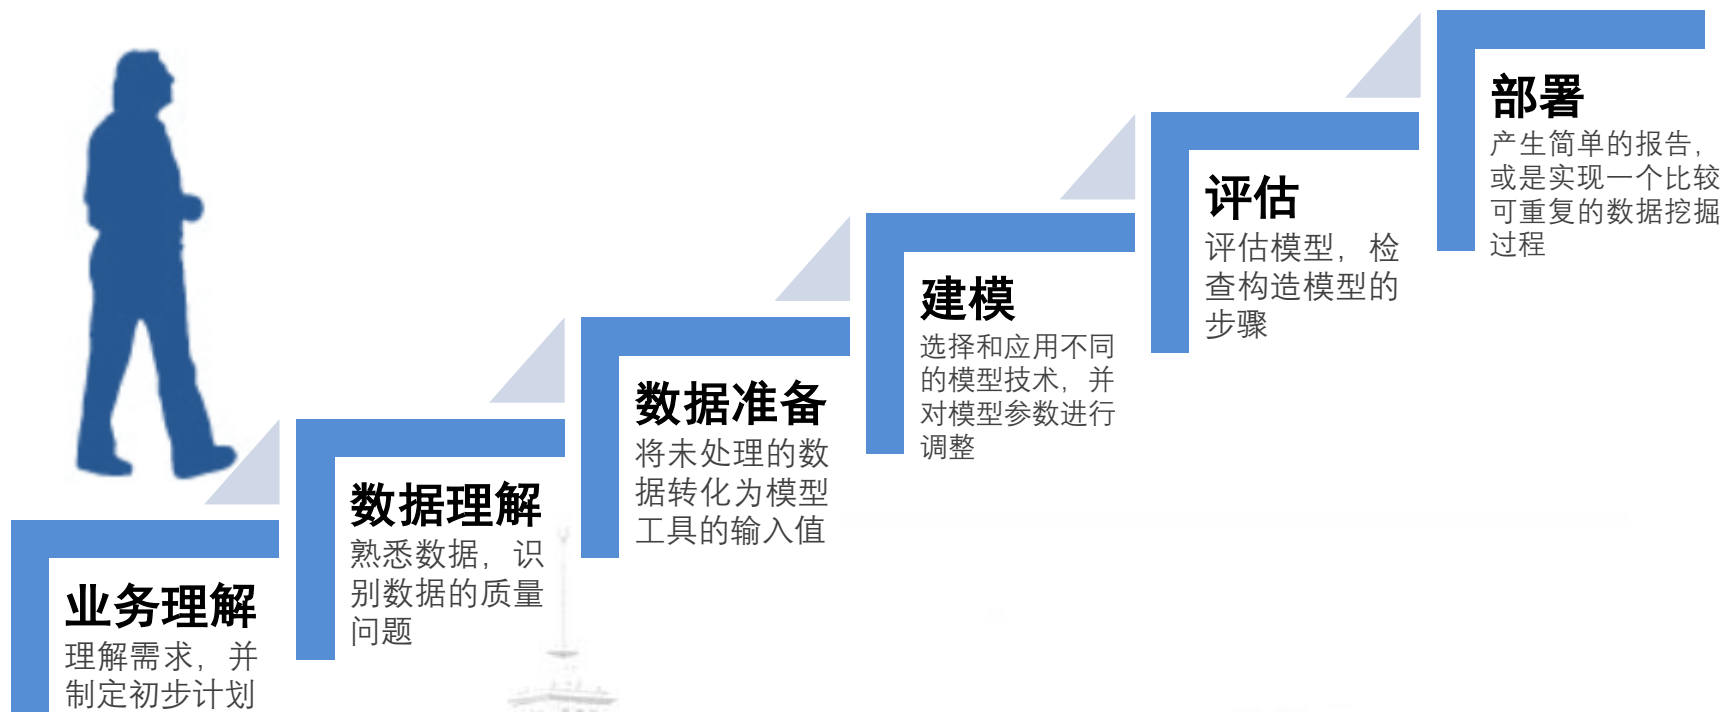 业务理解
理解需求，并
制定初步计划
数据理解
熟悉数据，识
别数据的质量
问题
数据准备
将未处理的数
据转化为模型
工具的输入值
建模
选择和应用不同
的模型技术，并
对模型参数进行
调整
评估
评估模型，检
查构造模型的
步骤
部署
产生简单的报告，
或是实现一个比较
可重复的数据挖掘
过程